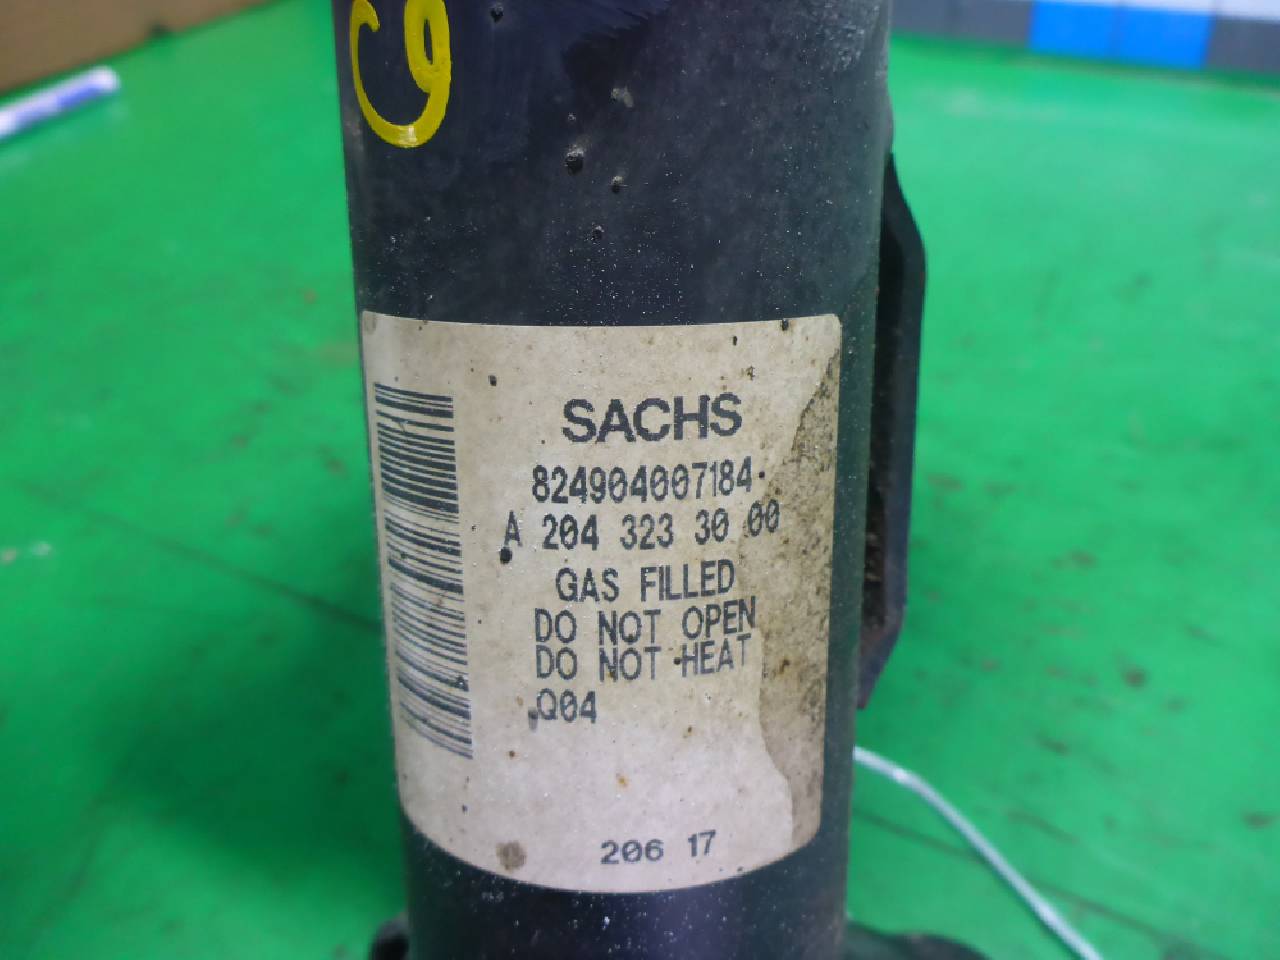 C9
SACHS
824904007184
A 204 323 30 00
GAS FILLED
DO NOT OPEN
DO NOT HEAT
Q04
206 17